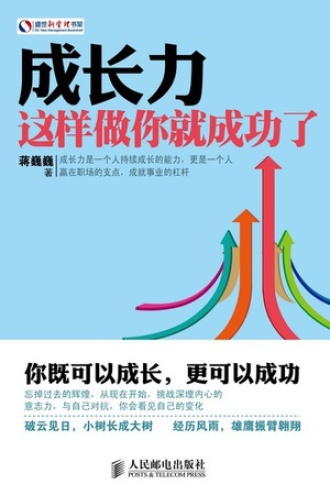 盛世新管理书架
成长力
这样做你就成功了
蒋巍巍
著
成长力是一个人持续成长的能力，更是一个人
赢在职场的支点，成就事业的杠杆
你既可以成长，更可以成功
忘掉过去的辉煌，从现在开始，挑战深埋内心的
意志力，与自己对抗，你会看见自己的变化
破云见日，小树长成大树 经历风雨，雄鹰振臂翱翔
人民邮电出版社
POSTS & TELECOM PRESS